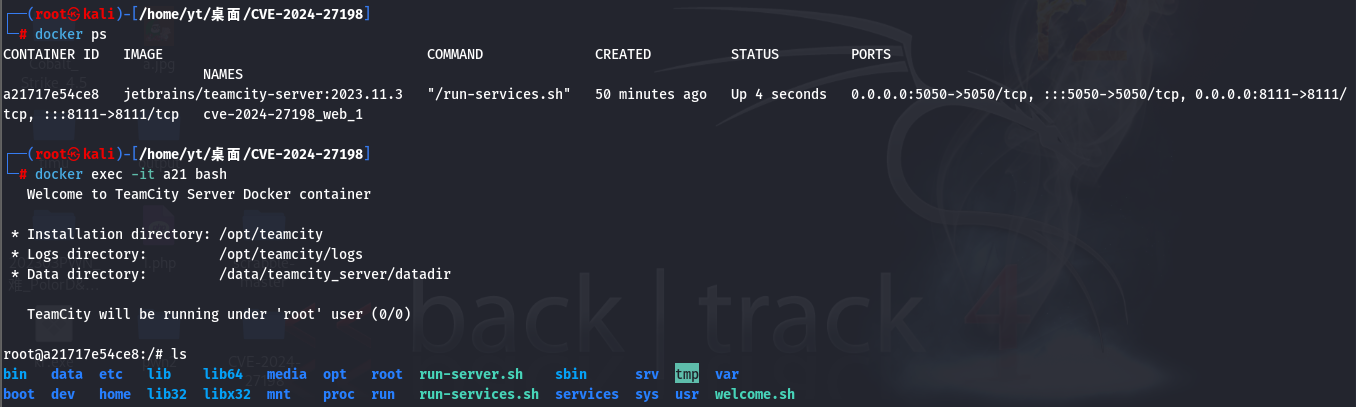 ┌──(root㉿kali)-[/home/yt/桌面/CVE-2024-27198]
└─# docker ps
CONTAINER ID   IMAGE                               COMMAND              CREATED          STATUS         PORTS
                         NAMES
a21717e54ce8   jetbrains/teamcity-server:2023.11.3   "/run-services.sh"   50 minutes ago   Up 4 seconds   0.0.0.0:5050->5050/tcp, :::5050->5050/tcp, 0.0.0.0:8111->8111/
tcp, :::8111->8111/tcp   cve-2024-27198_web_1
┌──(root㉿kali)-[/home/yt/桌面/CVE-2024-27198]
└─# docker exec -it a21 bash
Welcome to TeamCity Server Docker container
* Installation directory: /opt/teamcity
* Logs directory:         /opt/teamcity/logs
* Data directory:         /data/teamcity_server/datadir
TeamCity will be running under 'root' user (0/0)
root@a21717e54ce8:/# ls
bin   data  etc   lib    lib64   media  opt   root  run-server.sh    sbin      srv  tmp  var
boot  dev   home  lib32  libx32  mnt    proc  run   run-services.sh  services  sys  usr  welcome.sh
back | track 4